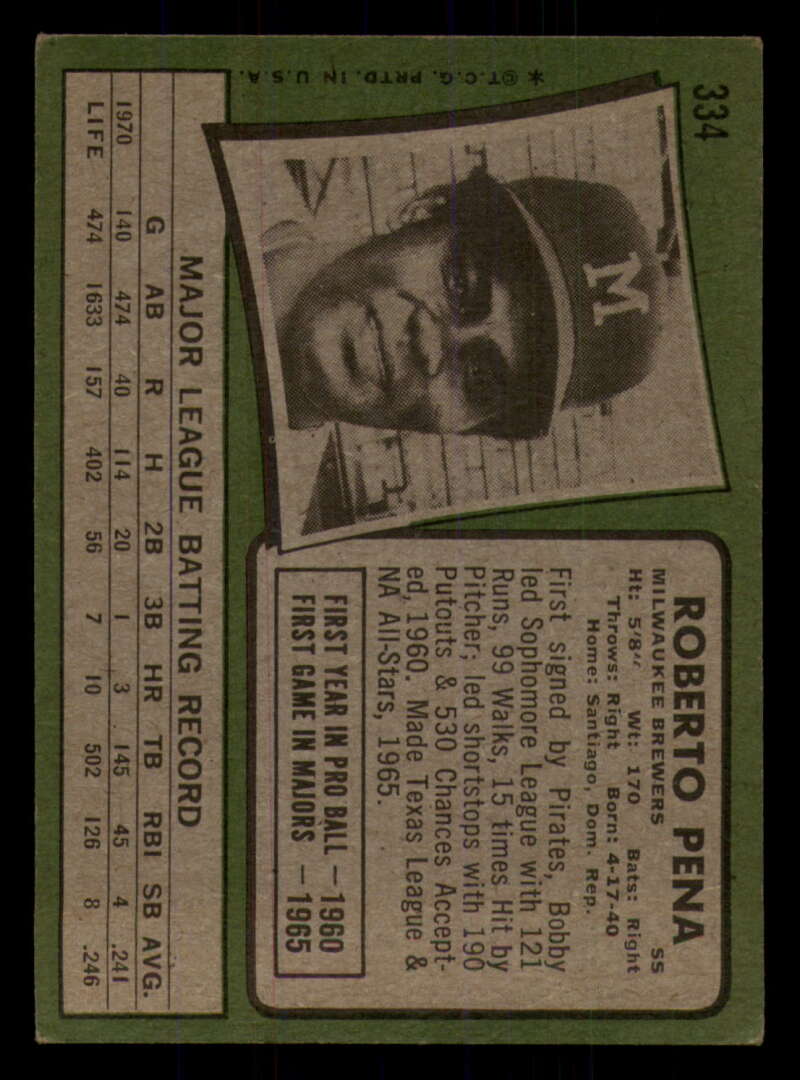 334
* ©T.C.G. PRTD. IN U.S.A.
M
ROBERTO PENA
MILWAUKEE BREWERS SS
Ht: 5'8" Wt: 170 Bats: Right
Throws: Right Born: 4-17-40
Home: Santiago, Dom. Rep.
First signed by Pirates, Bobby
led Sophomore League with 121
Runs, 99 Walks, 15 times Hit by
Pitcher; led shortstops with 190
Putouts & 530 Chances Accept-
ed, 1960. Made Texas League &
NA All-Stars, 1965.
FIRST YEAR IN PRO BALL — 1960
FIRST GAME IN MAJORS — 1965
MAJOR LEAGUE BATTING RECORD
G AB R H 2B 3B HR TB RBI SB AVG.
1970 140 474 40 114 20 1 3 145 45 4 .241
LIFE 474 1633 157 402 56 7 10 502 126 8 .246